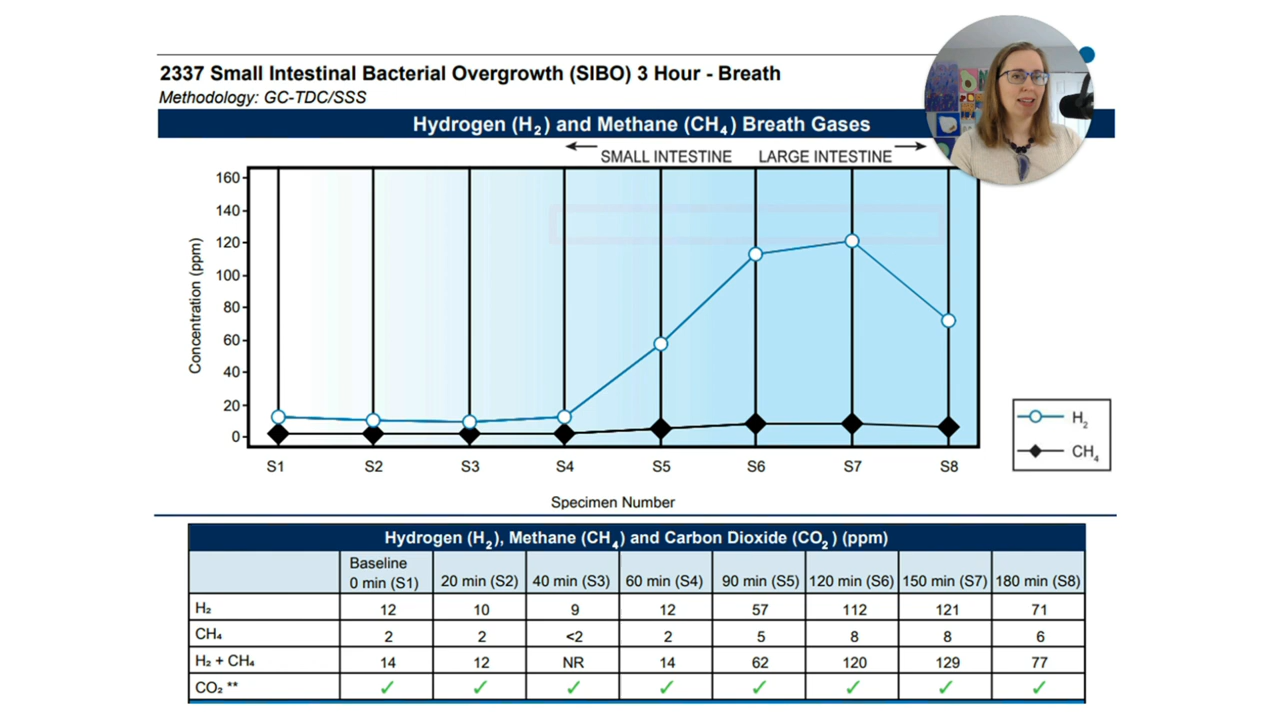 2337 Small Intestinal Bacterial Overgrowth (SIBO) 3 Hour - Breath
Methodology: GC-TDC/SSS
Hydrogen (H₂) and Methane (CH₄) Breath Gases
SMALL INTESTINE LARGE INTESTINE
160
140
120
100
80
60
40
20
0
Concentration (ppm)
S1 S2 S3 S4 S5 S6 S7 S8
Specimen Number
H₂
CH₄
Hydrogen (H₂), Methane (CH₄) and Carbon Dioxide (CO₂) (ppm)
Baseline
0 min (S1) 20 min (S2) 40 min (S3) 60 min (S4) 90 min (S5) 120 min (S6) 150 min (S7) 180 min (S8)
H₂ 12 10 9 12 57 112 121 71
CH₄ 2 2 <2 2 5 8 8 6
H₂ + CH₄ 14 12 NR 14 62 120 129 77
CO₂ ** ✓ ✓ ✓ ✓ ✓ ✓ ✓ ✓